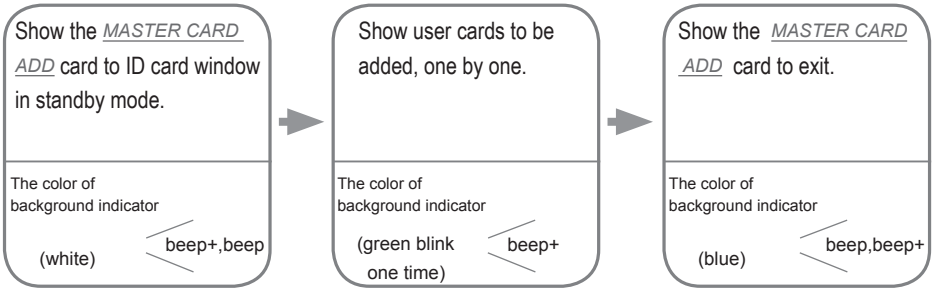 Show the MASTER CARD
ADD card to ID card window
in standby mode.
The color of
background indicator
(white)
beep+,beep
Show user cards to be
added, one by one.
The color of
background indicator
(green blink
one time)
beep+
Show the MASTER CARD
ADD card to exit.
The color of
background indicator
(blue)
beep,beep+